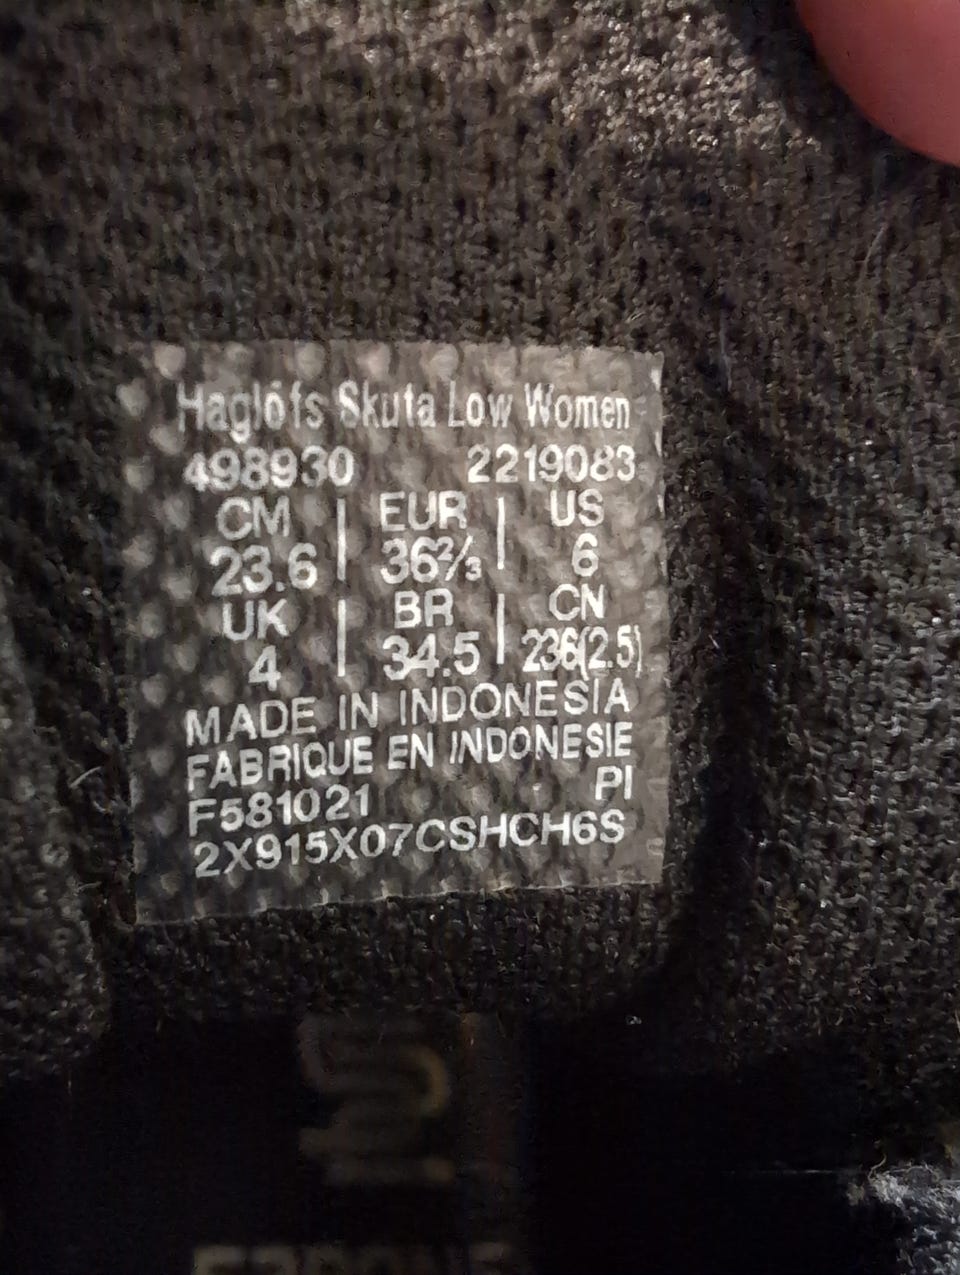 Haglöfs Skuta Low Women
498930 2219083
CM | EUR | US
23.6 | 36⅔ | 6
UK | BR | CN
4 | 34.5 | 236(2.5)
MADE IN INDONESIA
FABRIQUE EN INDONESIE
F581021 PI
2X915X07CSHCH6S